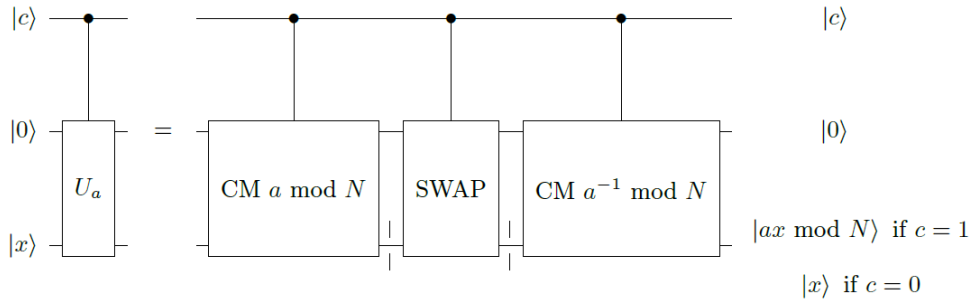 |c⟩ |c⟩
|0⟩ = |0⟩
U_a CM a mod N SWAP CM a^{-1} mod N
|x⟩ |ax mod N⟩ if c = 1
|x⟩ if c = 0